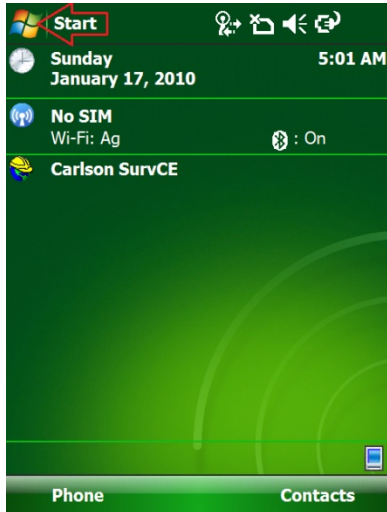 Start
Sunday 5:01 AM
January 17, 2010
No SIM
Wi-Fi: Ag : On
Carlson SurvCE
Phone Contacts